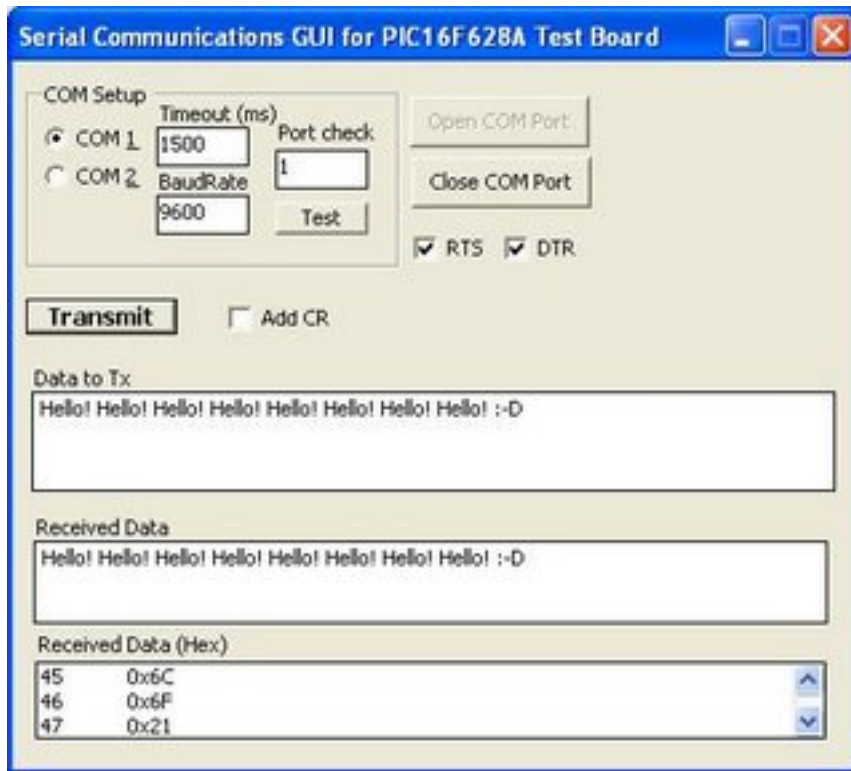 Serial Communications GUI for PIC16F628A Test Board
COM Setup
COM 1
COM 2
Timeout (ms)
1500
BaudRate
9600
Port check
1
Test
Open COM Port
Close COM Port
RTS
DTR
Transmit
Add CR
Data to Tx
Hello! Hello! Hello! Hello! Hello! Hello! Hello! Hello! :-D
Received Data
Hello! Hello! Hello! Hello! Hello! Hello! Hello! Hello! :-D
Received Data (Hex)
45 0x6C
46 0x6F
47 0x21